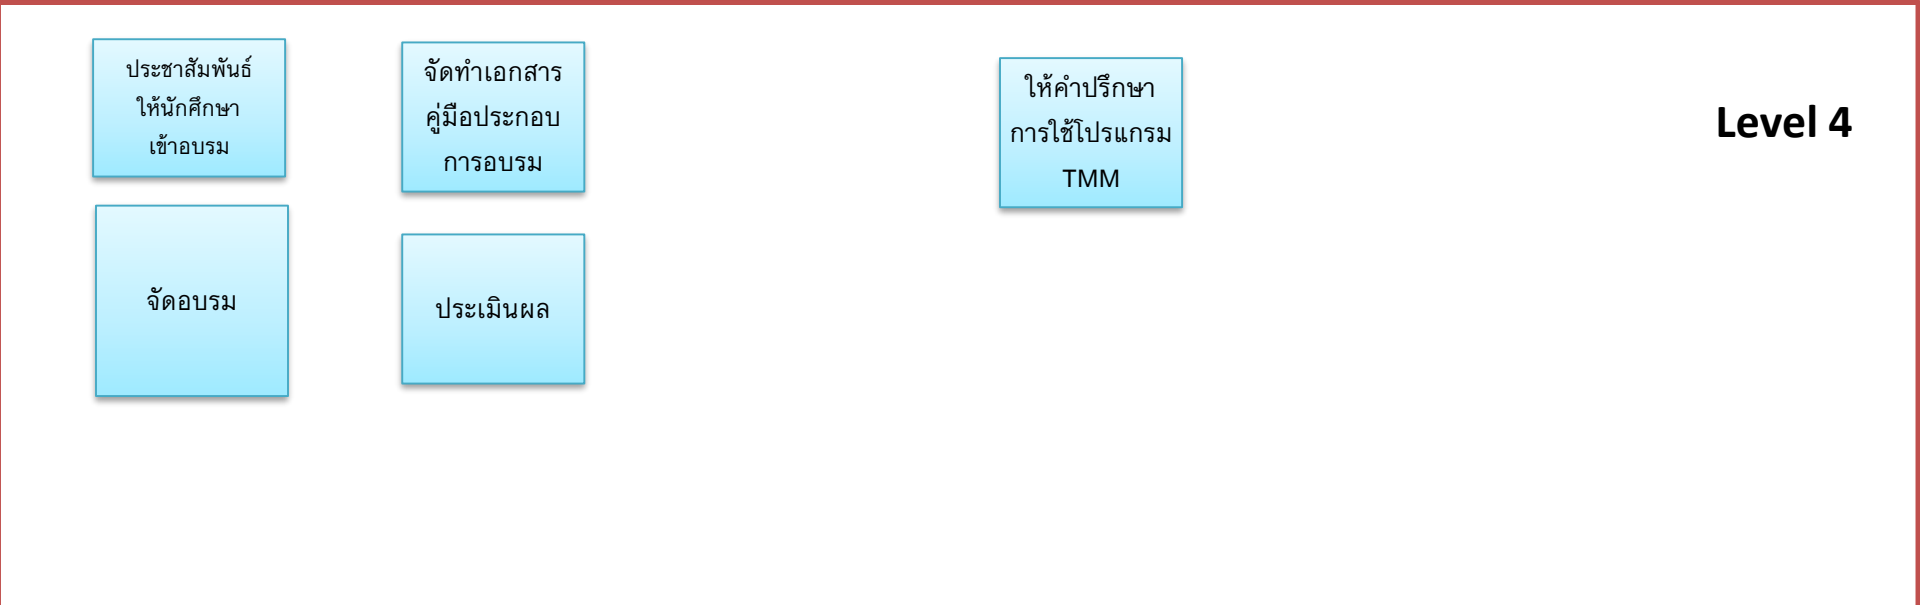 ประชาสัมพันธ์
ให้นักศึกษา
เข้าอบรม
จัดทำเอกสาร
คู่มือประกอบ
การอบรม
ให้คำปรึกษา
การใช้โปรแกรม
TMM
Level 4
จัดอบรม
ประเมินผล